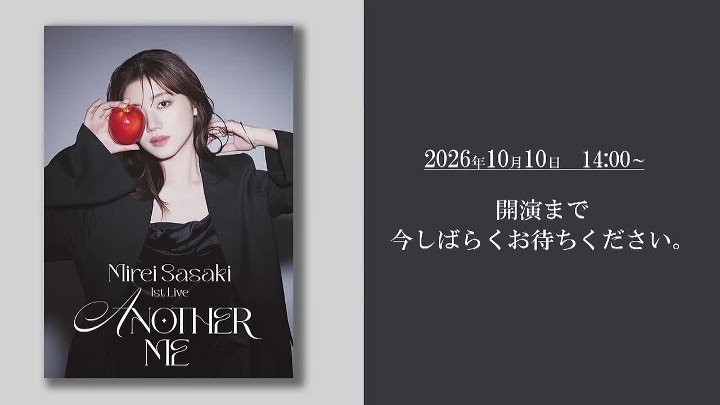 Mirei Sasaki
1st Live
ANOTHER
ME
2026年10月10日　14:00~
開演まで
今しばらくお待ちください。